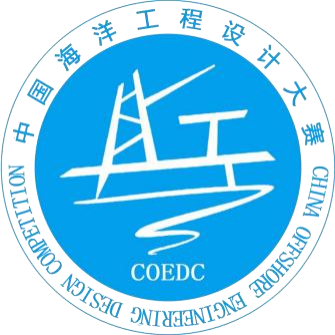 中国海洋工程设计大赛
COEDC
CHINA OFFSHORE ENGINEERING DESIGN COMPETITION